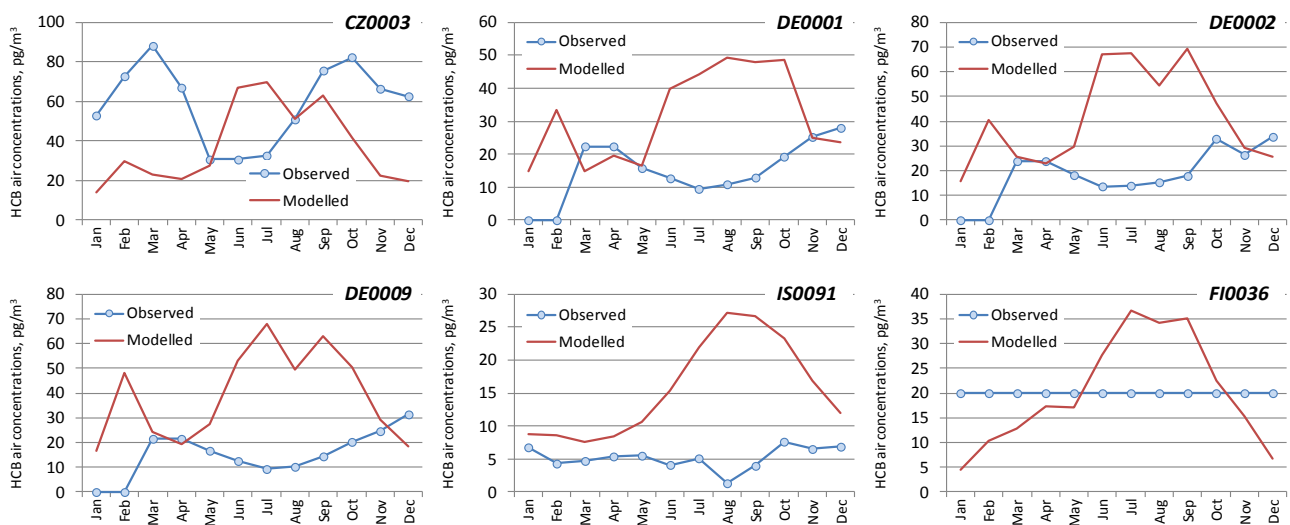 CZ0003
HCB air concentrations, pg/m³
100
80
60
40
20
0
Observed
Modelled
Jan Feb Mar Apr May Jun Jul Aug Sep Oct Nov Dec
DE0001
HCB air concentrations, pg/m³
60
50
40
30
20
10
0
Observed
Modelled
Jan Feb Mar Apr May Jun Jul Aug Sep Oct Nov Dec
DE0002
HCB air concentrations, pg/m³
80
70
60
50
40
30
20
10
0
Observed
Modelled
Jan Feb Mar Apr May Jun Jul Aug Sep Oct Nov Dec
DE0009
HCB air concentrations, pg/m³
80
70
60
50
40
30
20
10
0
Observed
Modelled
Jan Feb Mar Apr May Jun Jul Aug Sep Oct Nov Dec
IS0091
HCB air concentrations, pg/m³
30
25
20
15
10
5
0
Observed
Modelled
Jan Feb Mar Apr May Jun Jul Aug Sep Oct Nov Dec
FI0036
HCB air concentrations, pg/m³
40
35
30
25
20
15
10
5
0
Observed
Modelled
Jan Feb Mar Apr May Jun Jul Aug Sep Oct Nov Dec